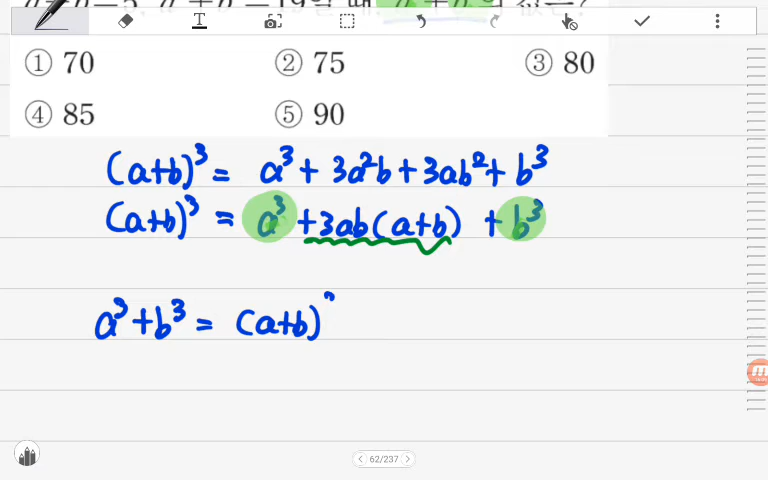 ① 70 ② 75 ③ 80
④ 85 ⑤ 90
(a+b)³ = a³ + 3a²b + 3ab² + b³
(a+b)³ = a³ + 3ab(a+b) + b³
a³ + b³ = (a+b)
62/237